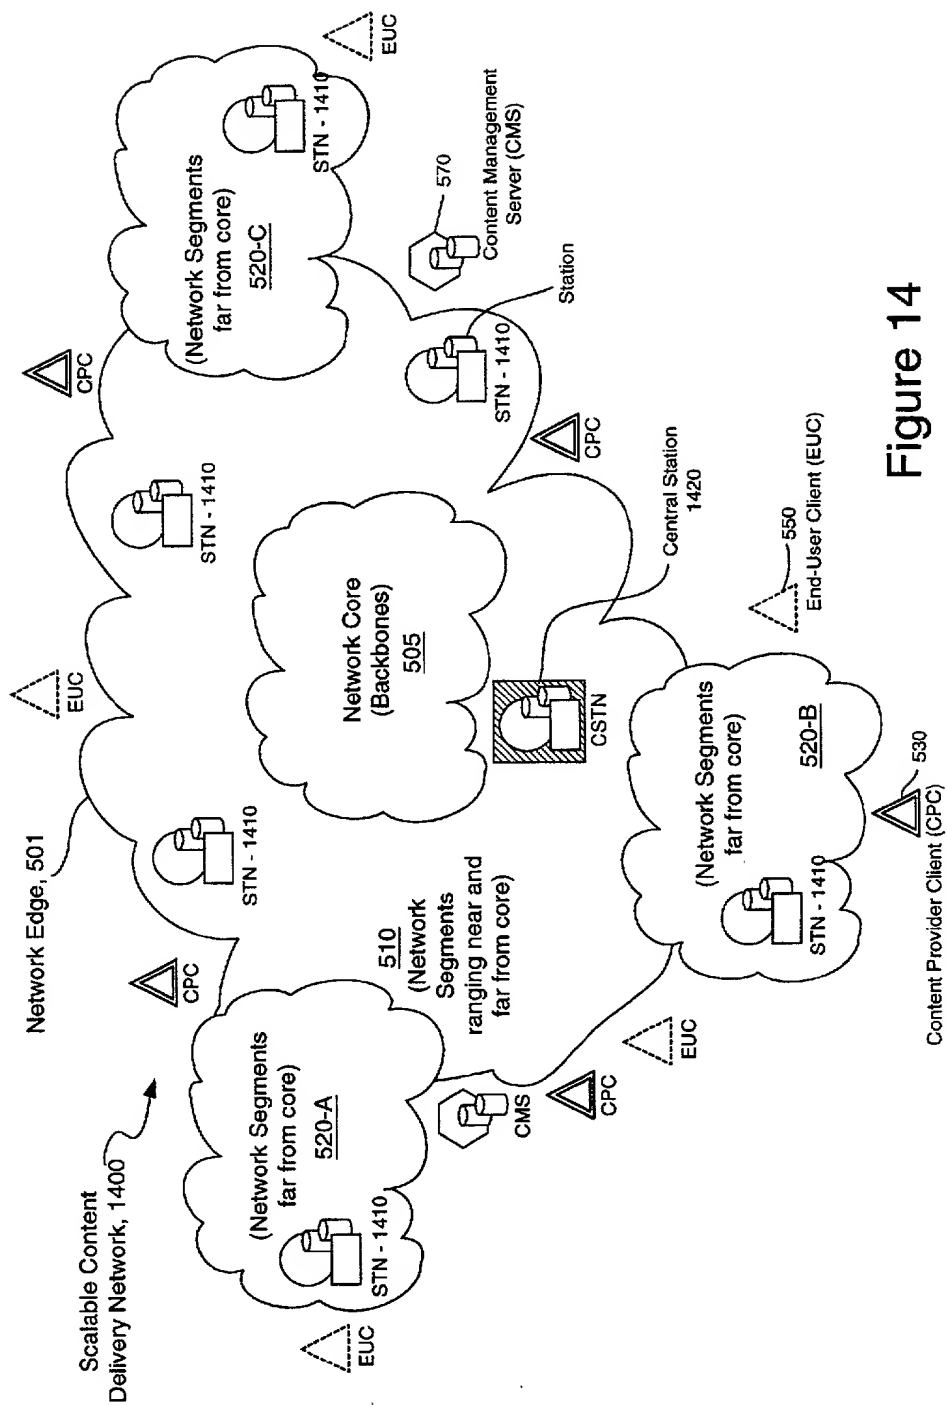 Scalable Content
Delivery Network, 1400
Network Edge, 501
EUC
CPC
EUC
CPC
EUC
(Network Segments
far from core)
520-A
STN - 1410
STN - 1410
STN - 1410
(Network Segments
far from core)
520-C
STN - 1410
510
(Network
Segments
ranging near and
far from core)
Network Core
(Backbones)
505
STN - 1410
570
Content Management
Server (CMS)
Station
CMS
CPC
EUC
CSTN
Central Station
1420
CPC
(Network Segments
far from core)
520-B
STN - 1410
550
End-User Client (EUC)
530
Content Provider Client (CPC)
Figure 14